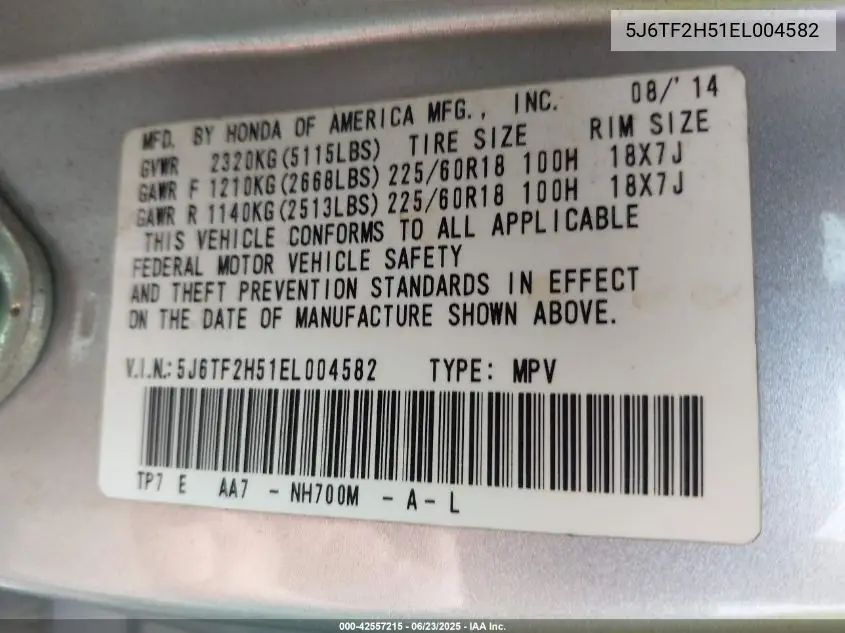 5J6TF2H51EL004582
MFD. BY HONDA OF AMERICA MFG., INC. 08/'14
GVWR 2320KG(5115LBS) TIRE SIZE RIM SIZE
GAWR F 1210KG(2668LBS) 225/60R18 100H 18X7J
GAWR R 1140KG(2513LBS) 225/60R18 100H 18X7J
THIS VEHICLE CONFORMS TO ALL APPLICABLE
FEDERAL MOTOR VEHICLE SAFETY
AND THEFT PREVENTION STANDARDS IN EFFECT
ON THE DATE OF MANUFACTURE SHOWN ABOVE.
V.I.N.: 5J6TF2H51EL004582 TYPE: MPV
TP7 E AA7 - NH700M - A - L
000-42557215 - 06/23/2025 - IAA Inc.